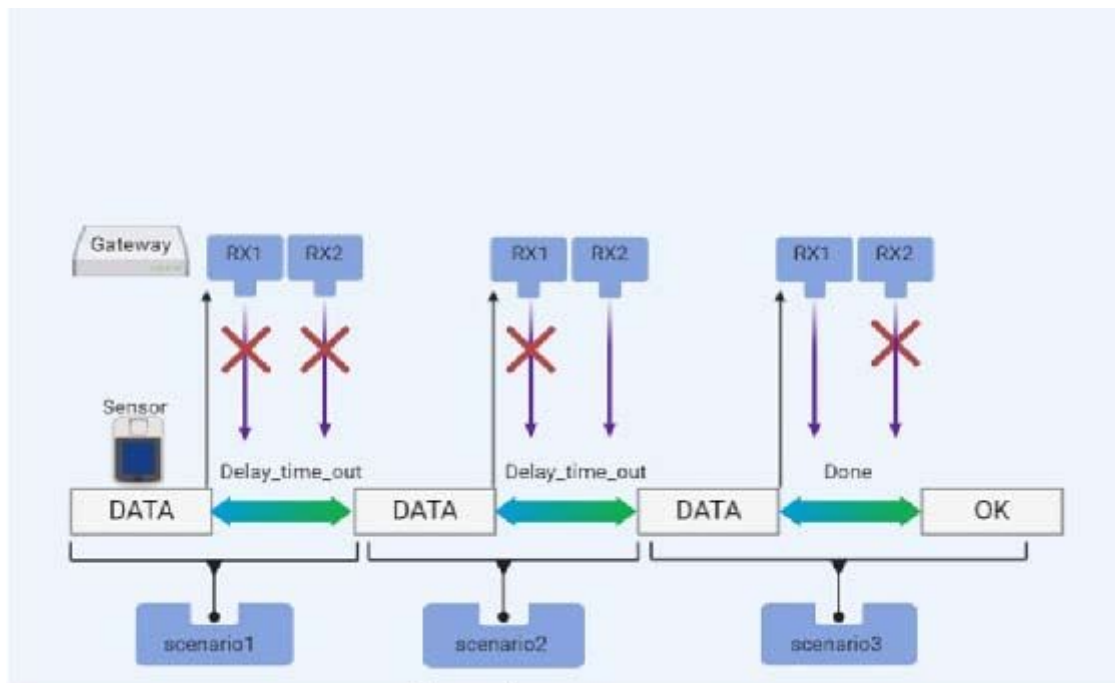 Gateway
RX1 RX2 RX1 RX2 RX1 RX2
Sensor
Delay_time_out Delay_time_out Done
DATA DATA DATA OK
scenario1 scenario2 scenario3